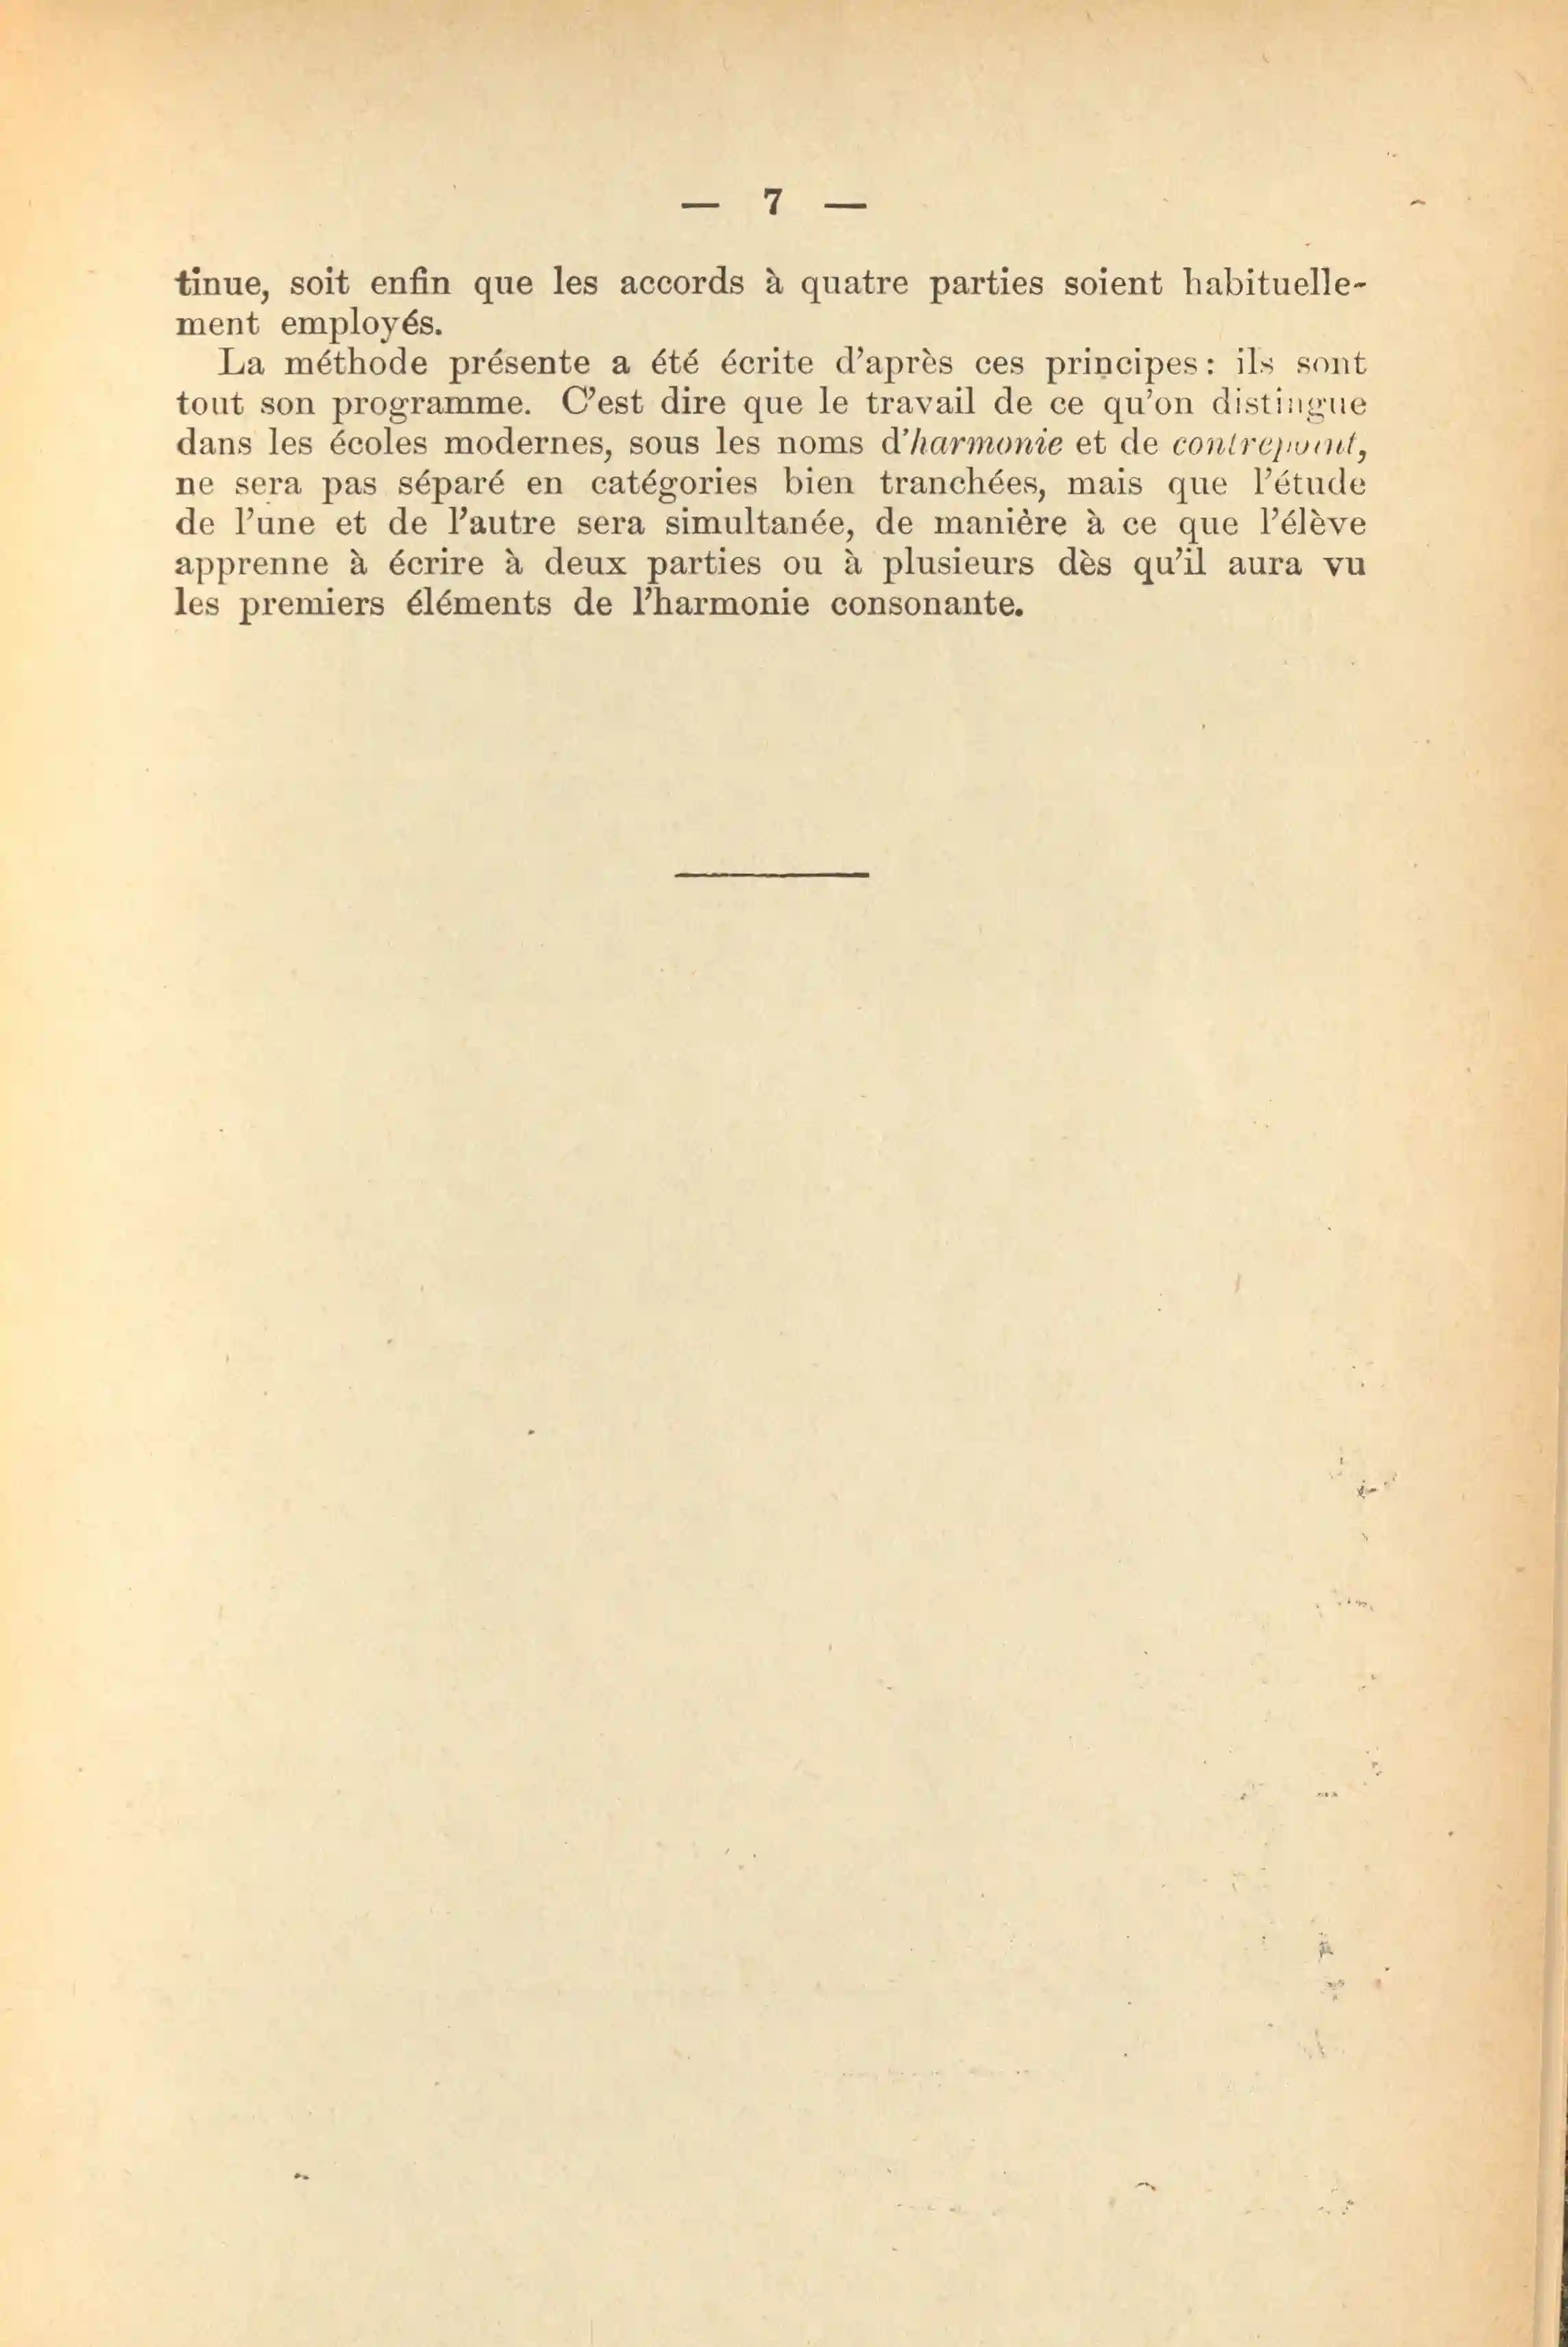 — 7 —
tinue, soit enfin que les accords à quatre parties soient habituelle-
ment employés.
La méthode présente a été écrite d'après ces principes: ils sont
tout son programme. C'est dire que le travail de ce qu'on distingue
dans les écoles modernes, sous les noms d'harmonie et de contrepoint,
ne sera pas séparé en catégories bien tranchées, mais que l'étude
de l'une et de l'autre sera simultanée, de manière à ce que l'élève
apprenne à écrire à deux parties ou à plusieurs dès qu'il aura vu
les premiers éléments de l'harmonie consonante.